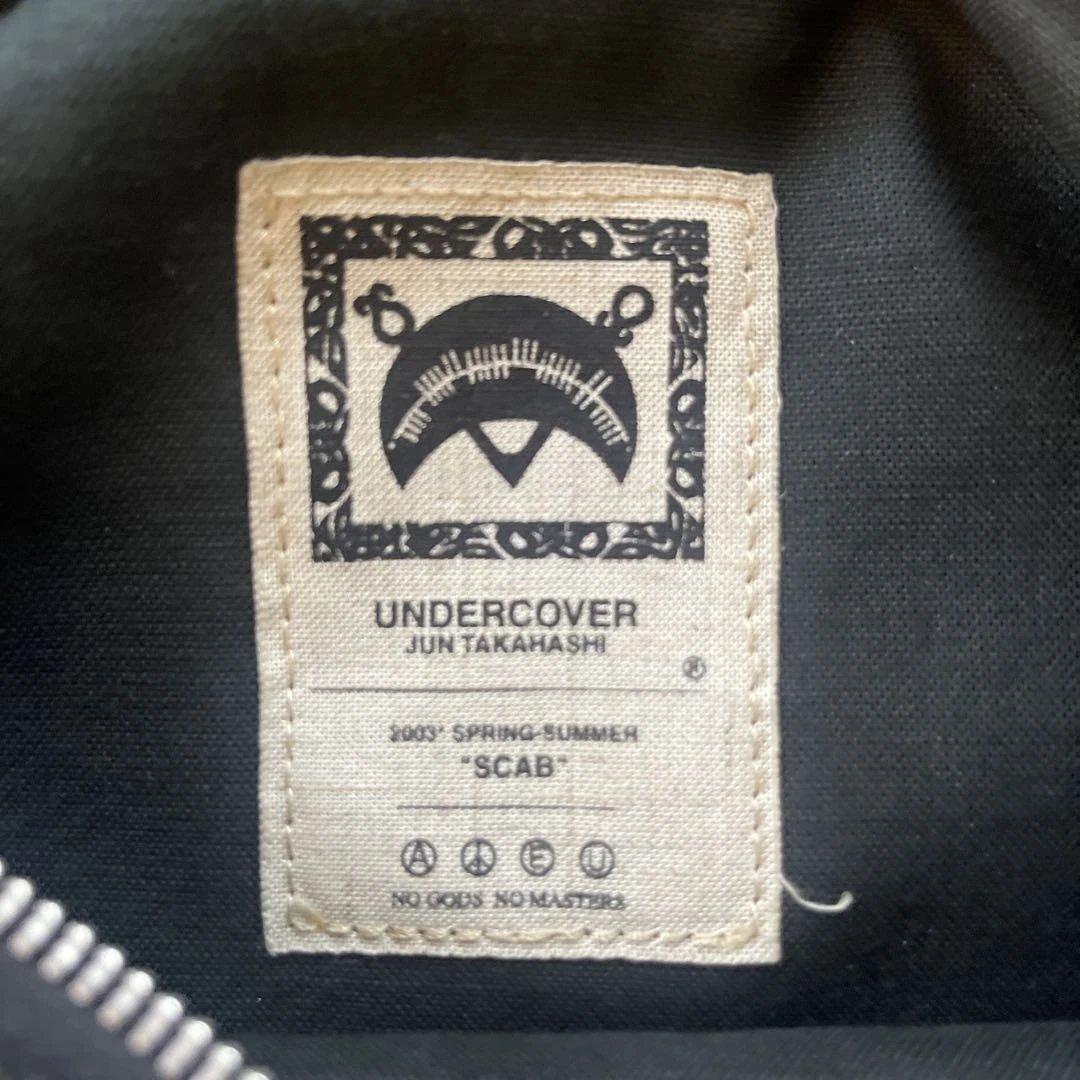 UNDERCOVER
JUN TAKAHASHI
®
2003' SPRING-SUMMER
"SCAB"
Ⓐ ☮ Ⓔ Ⓤ
NO GODS NO MASTERS